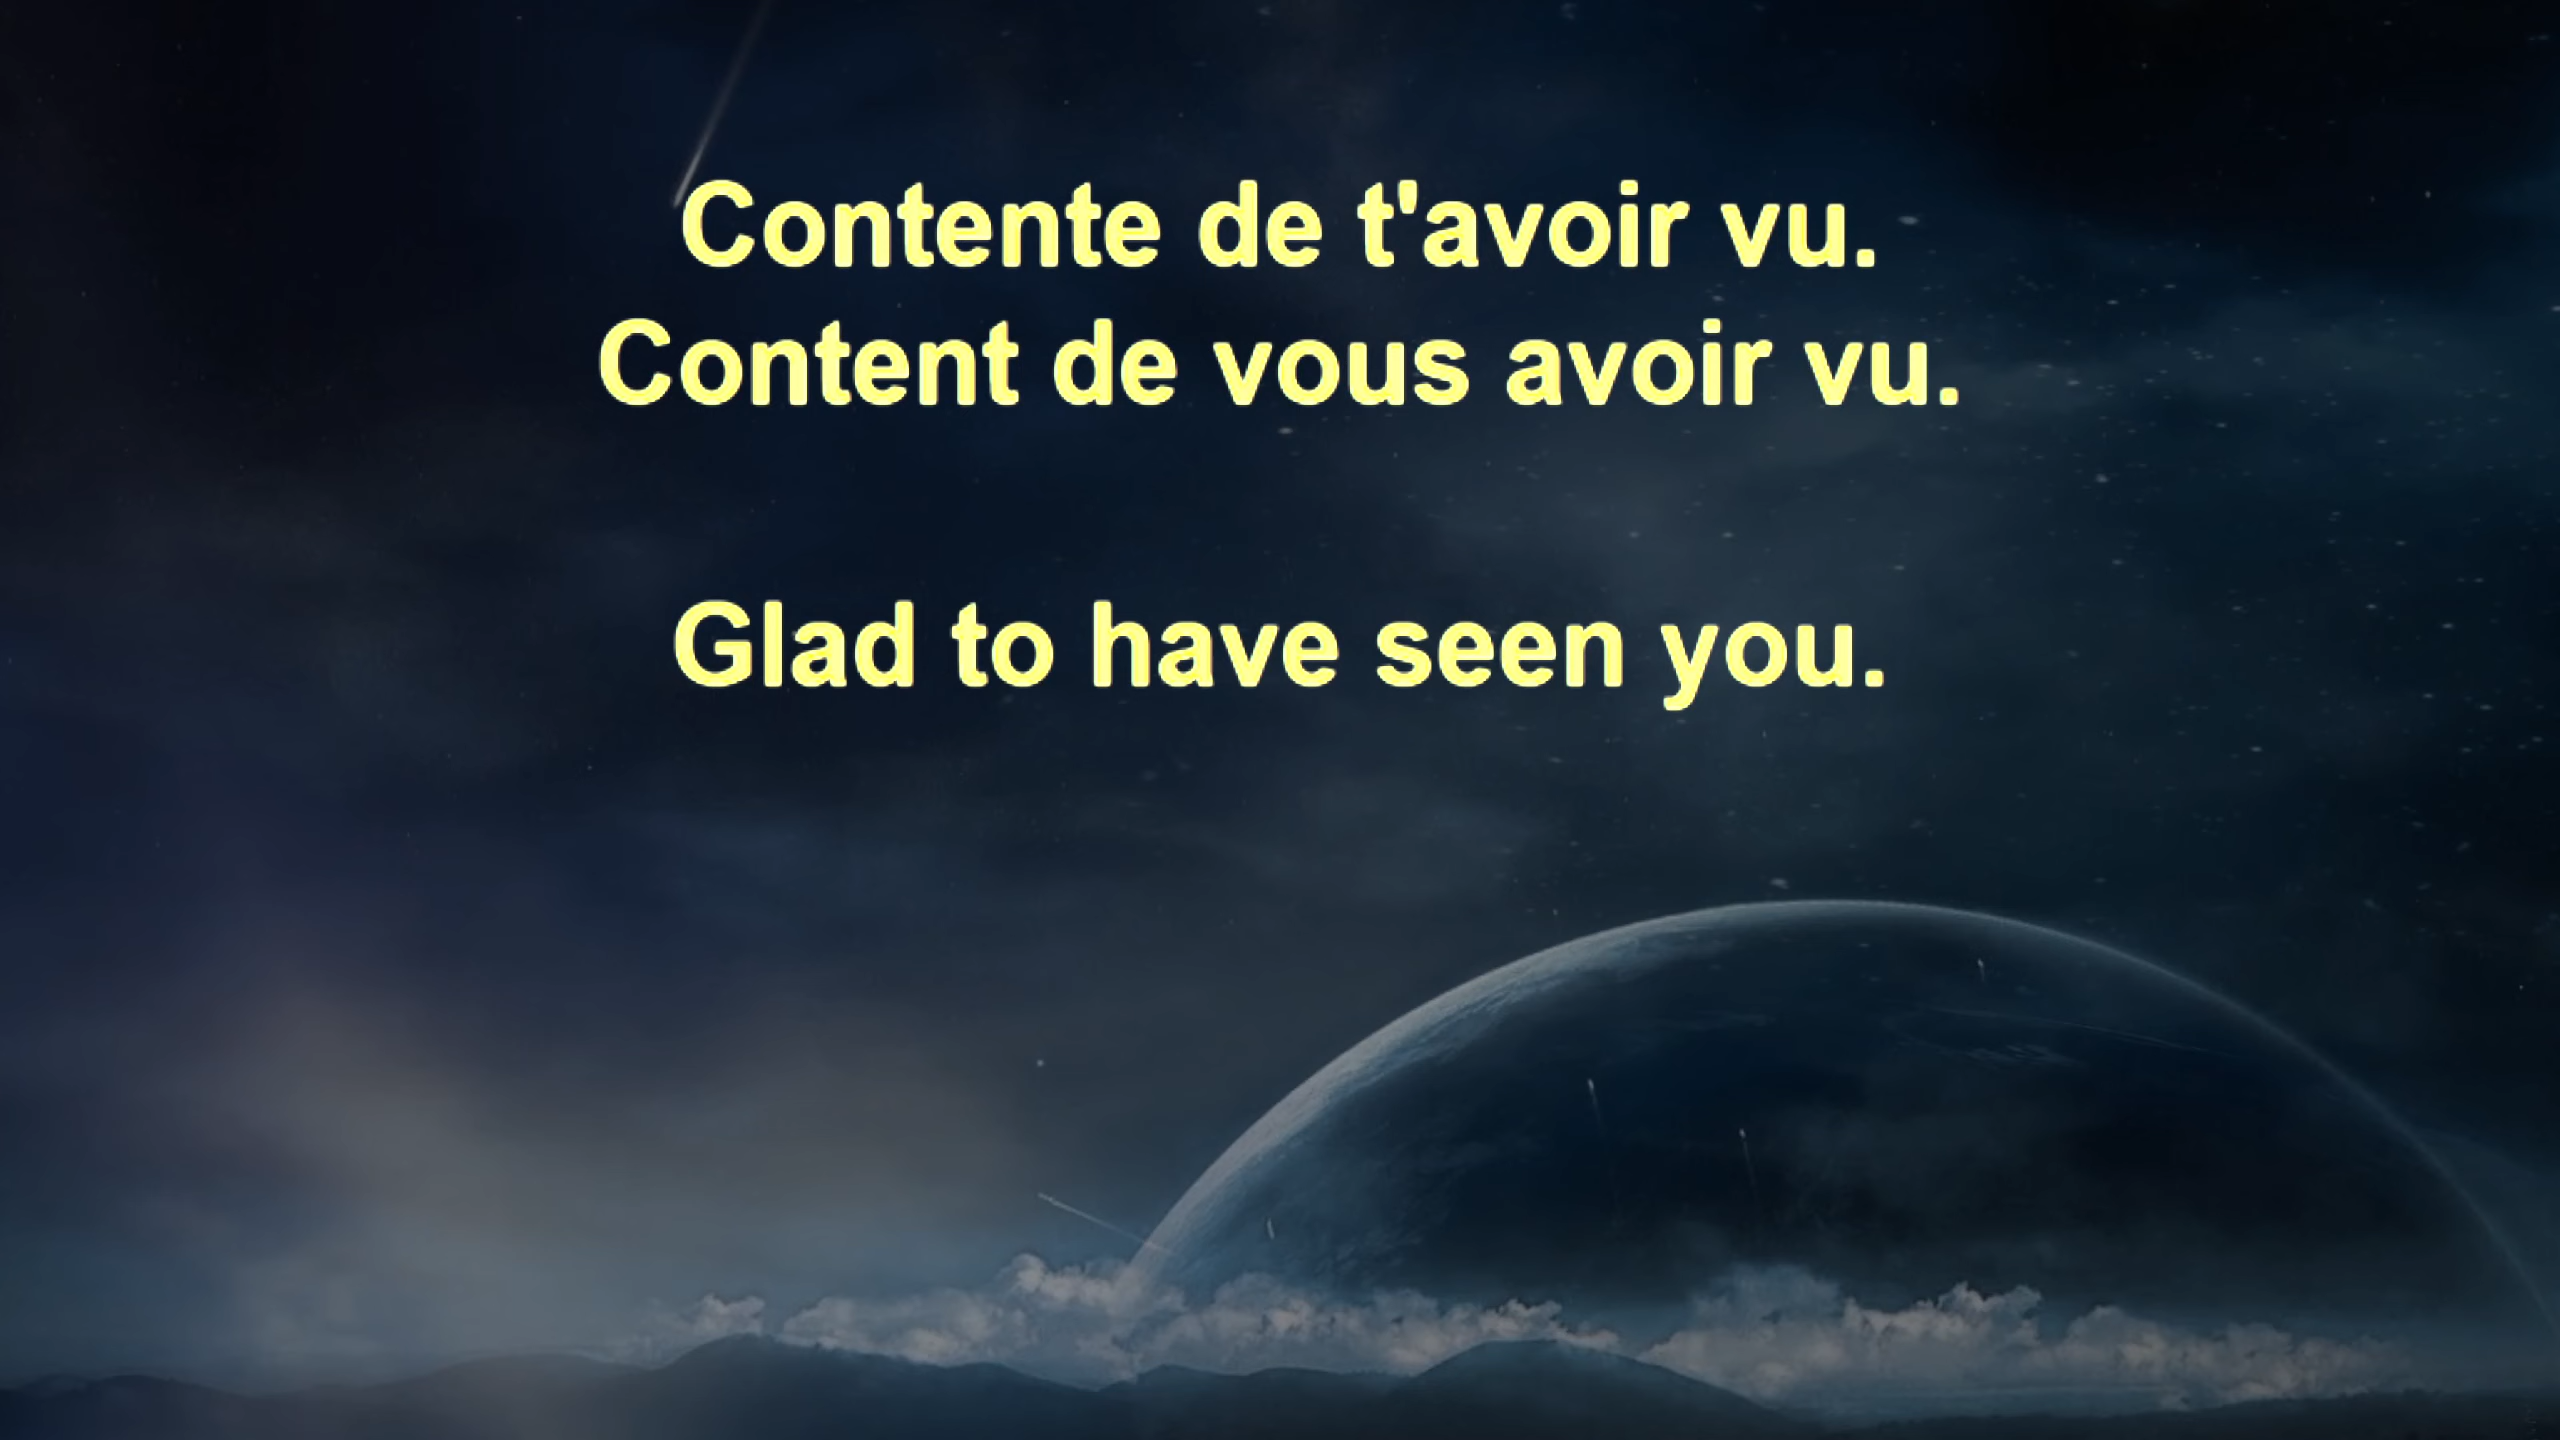 Contente de t'avoir vu.
Content de vous avoir vu.
Glad to have seen you.